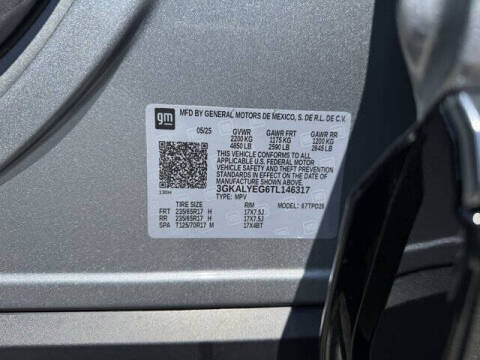 gm
MFD BY GENERAL MOTORS DE MEXICO, S. DE R.L. DE C.V.
05/25 GVWR GAWR FRT GAWR RR
2200 KG 1175 KG 1200 KG
4850 LB 2590 LB 2645 LB
THIS VEHICLE CONFORMS TO ALL
APPLICABLE U.S. FEDERAL MOTOR
VEHICLE SAFETY AND THEFT PREVENTION
STANDARDS IN EFFECT ON THE DATE OF
MANUFACTURE SHOWN ABOVE.
3GKALYEG6TL146317
TYPE: MPV
TIRE SIZE RIM MODEL:
FRT 235/65R17 H 17X7.5J
RR 235/65R17 H 17X7.5J
SPA T125/70R17 M 17X4BT